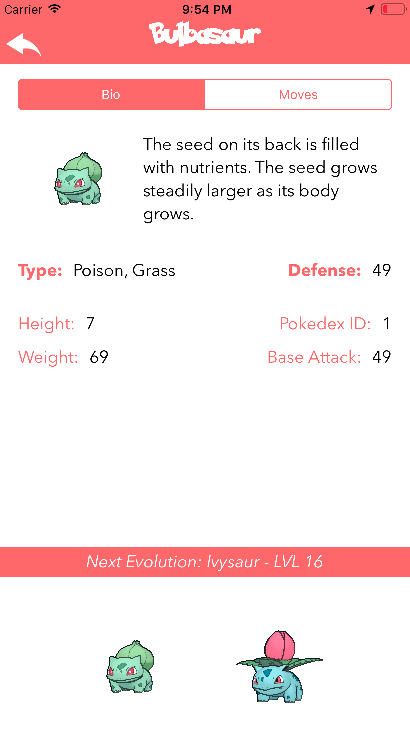 Carrier 9:54 PM
Bulbasaur
Bio Moves
The seed on its back is filled
with nutrients. The seed grows
steadily larger as its body
grows.
Type: Poison, Grass Defense: 49
Height: 7 Pokedex ID: 1
Weight: 69 Base Attack: 49
Next Evolution: Ivysaur - LVL 16